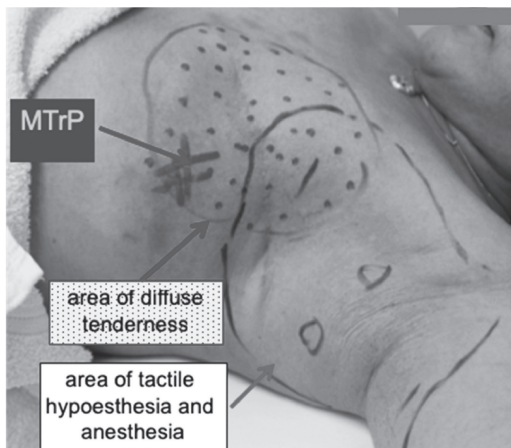 MTrP
area of diffuse
tenderness
area of tactile
hypoesthesia and
anesthesia